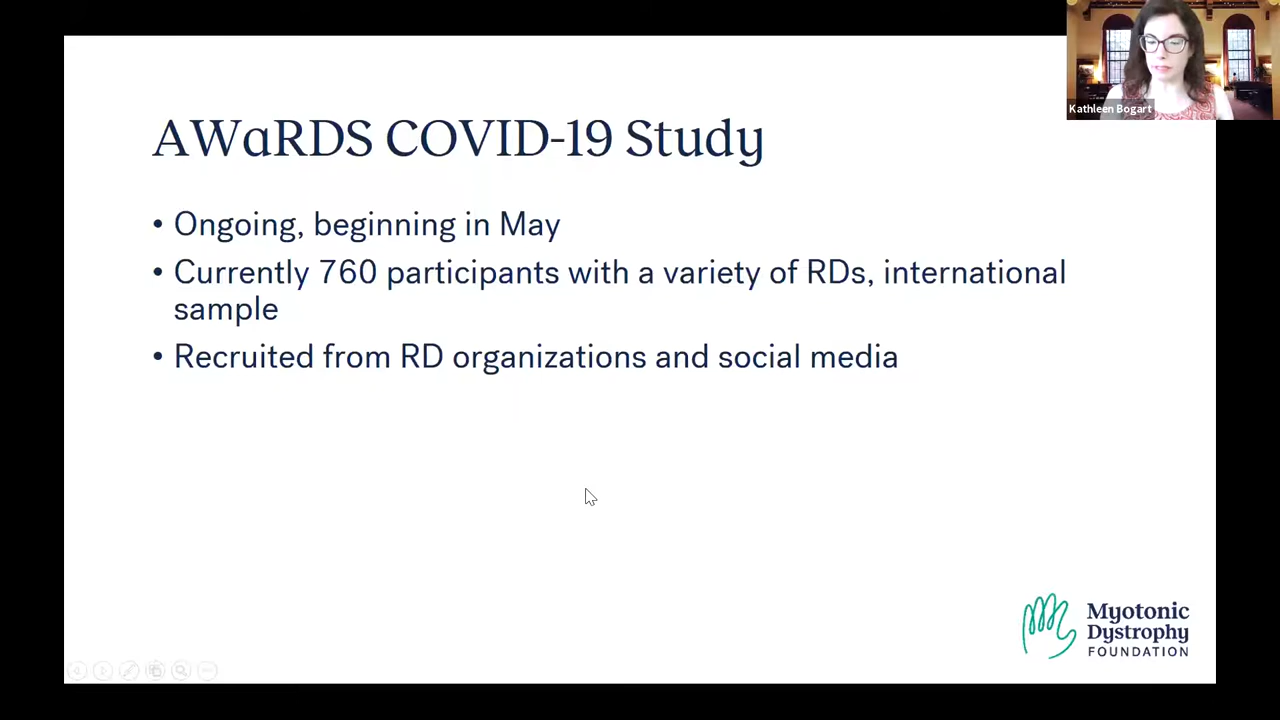 Kathleen Bogart
AWaRDS COVID-19 Study
• Ongoing, beginning in May
• Currently 760 participants with a variety of RDs, international
sample
• Recruited from RD organizations and social media
Myotonic
Dystrophy
FOUNDATION